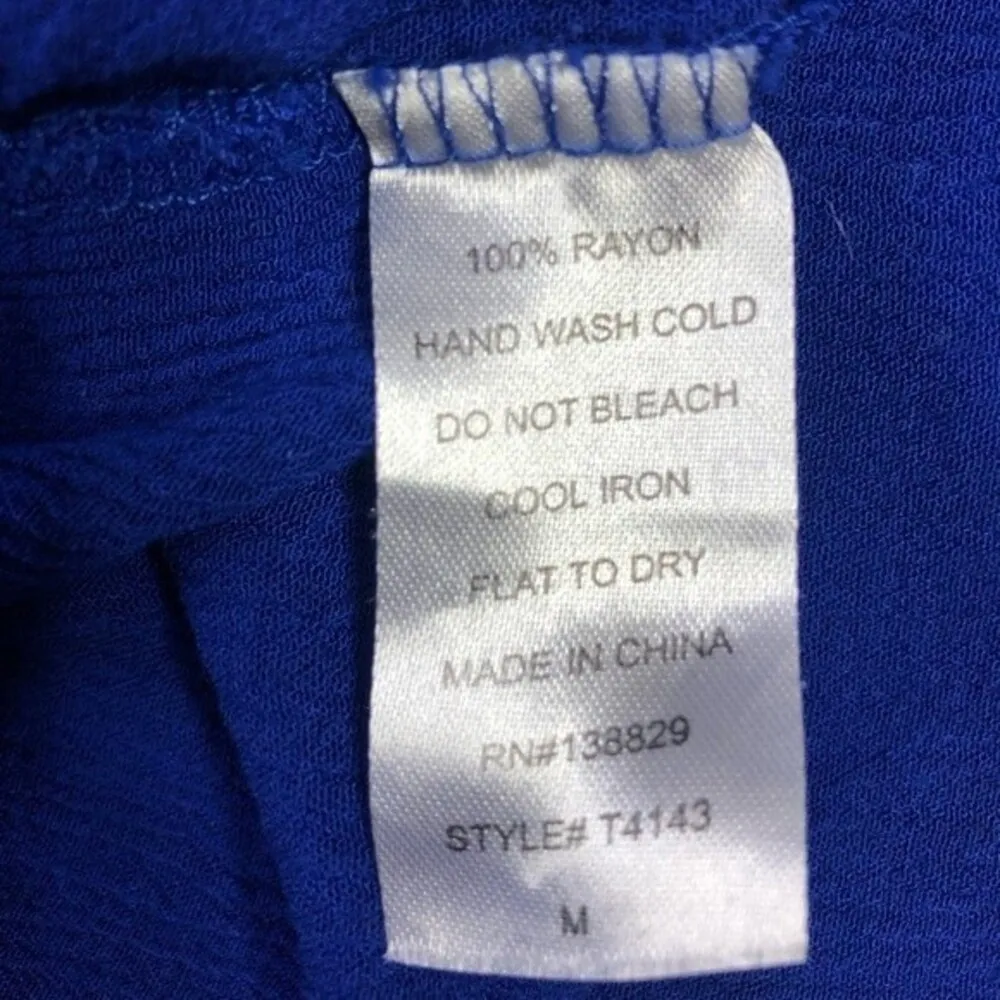 100% RAYON
HAND WASH COLD
DO NOT BLEACH
COOL IRON
FLAT TO DRY
MADE IN CHINA
RN#138829
STYLE# T4143
M